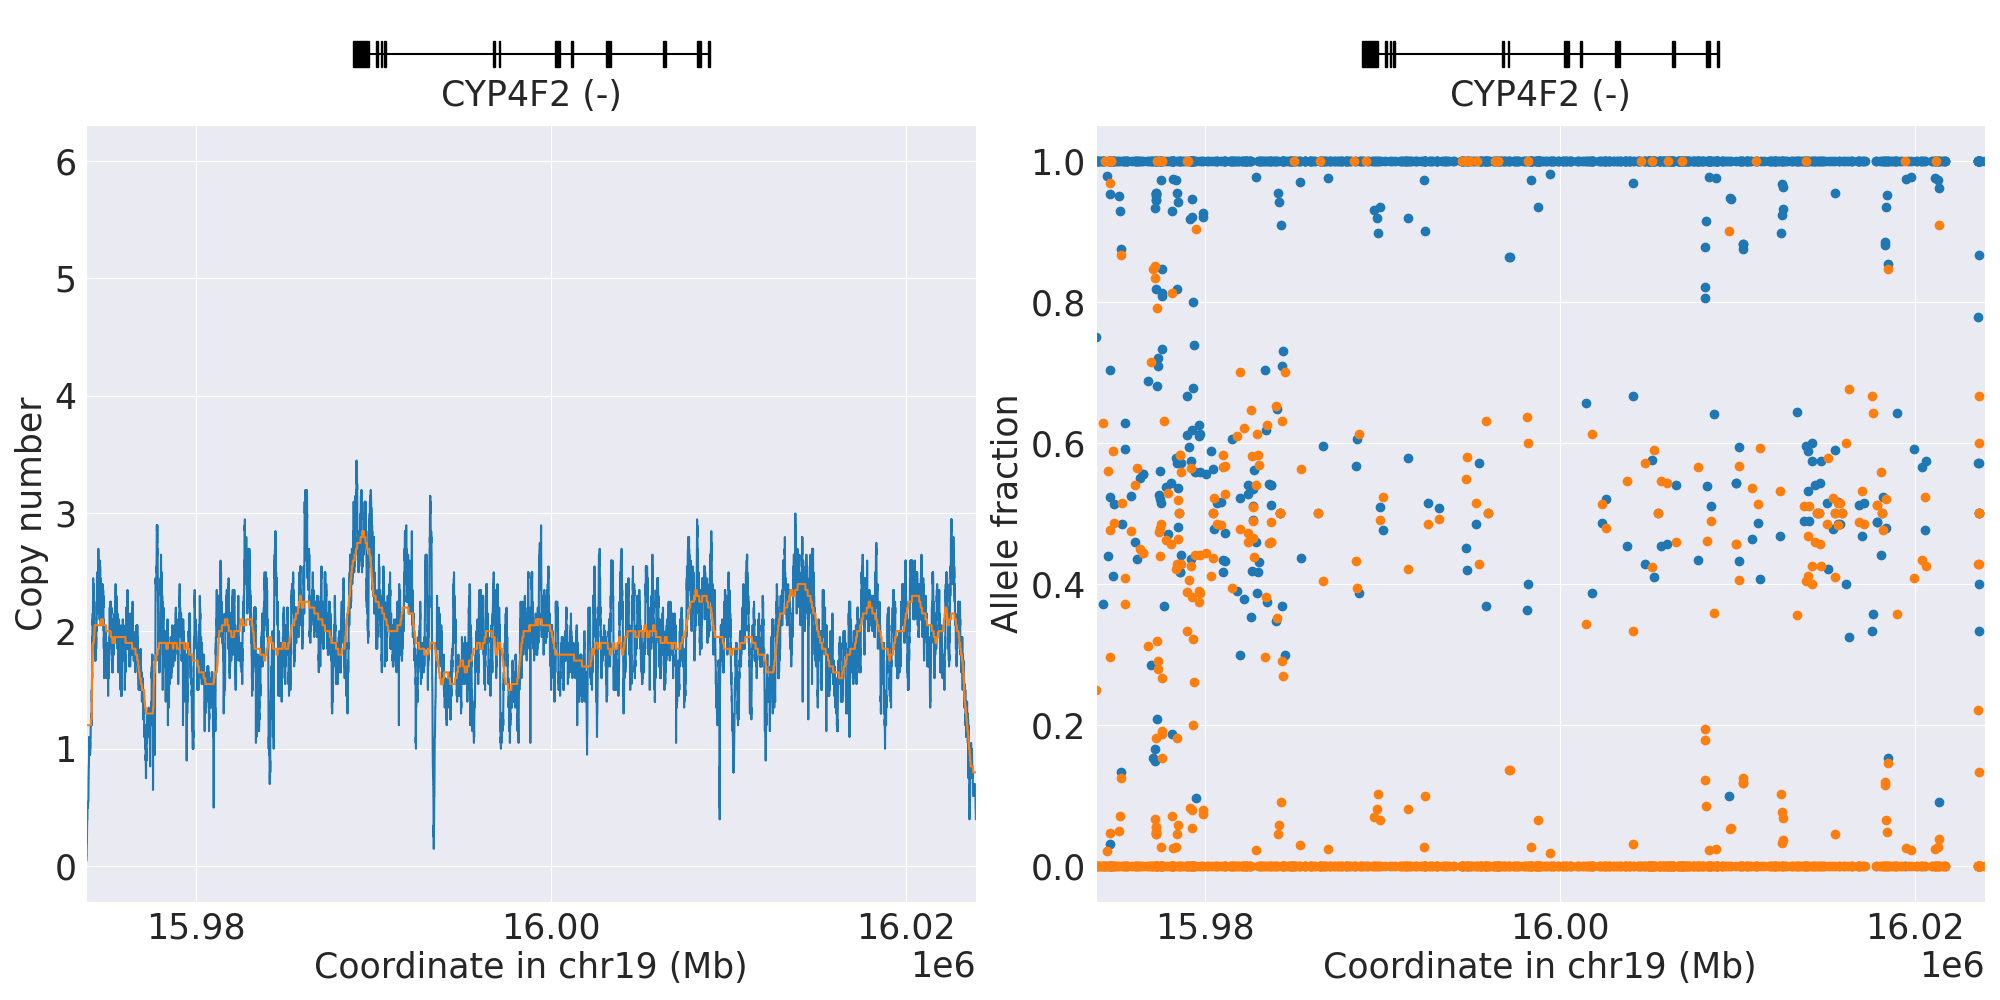 CYP4F2 (-)
6
5
4
3
2
1
0
Copy number
15.98
16.00
16.02
Coordinate in chr19 (Mb)
1e6
CYP4F2 (-)
1.0
0.8
0.6
0.4
0.2
0.0
Allele fraction
15.98
16.00
16.02
Coordinate in chr19 (Mb)
1e6